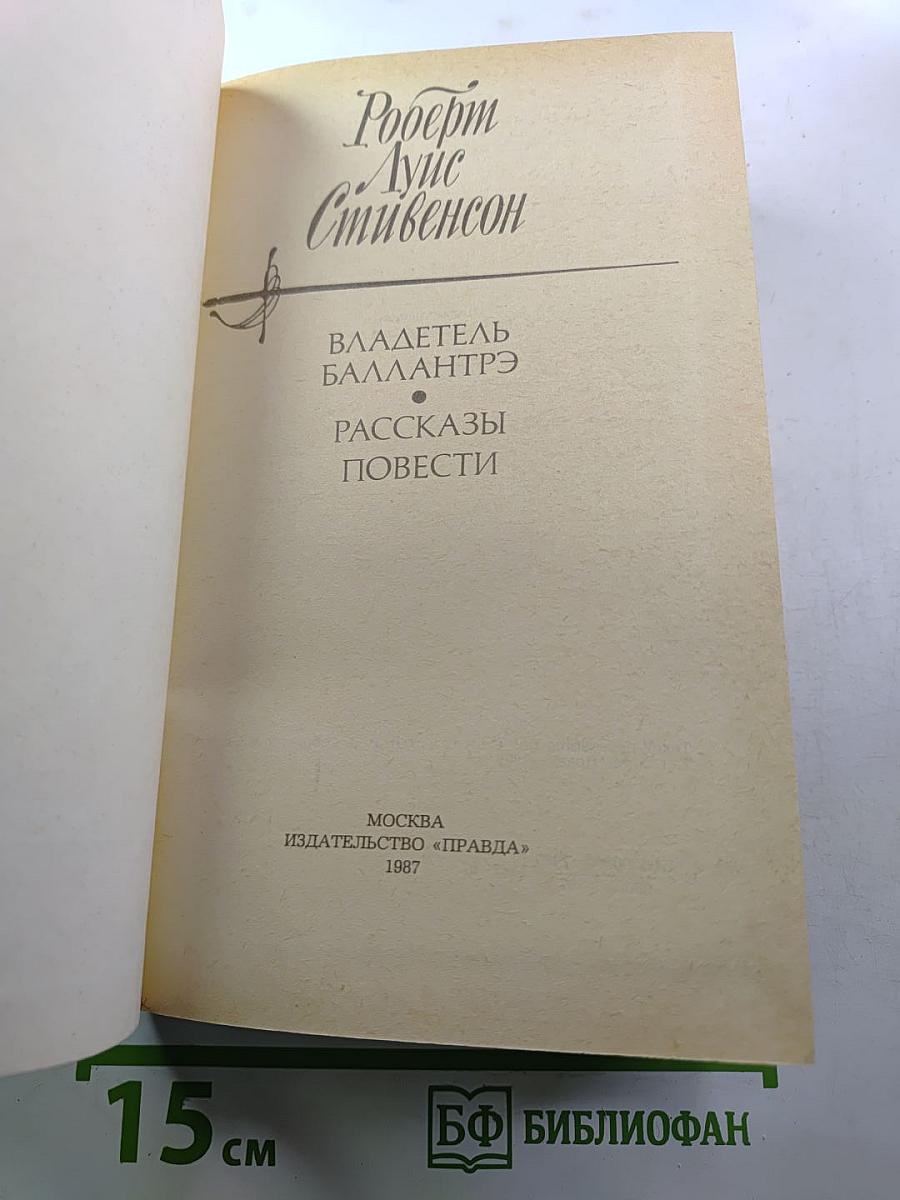 Роберт
Луис
Стивенсон
ВЛАДЕТЕЛЬ
БАЛЛАНТРЭ
•
РАССКАЗЫ
ПОВЕСТИ
МОСКВА
ИЗДАТЕЛЬСТВО «ПРАВДА»
1987
15 см
БФ БИБЛИОФАН